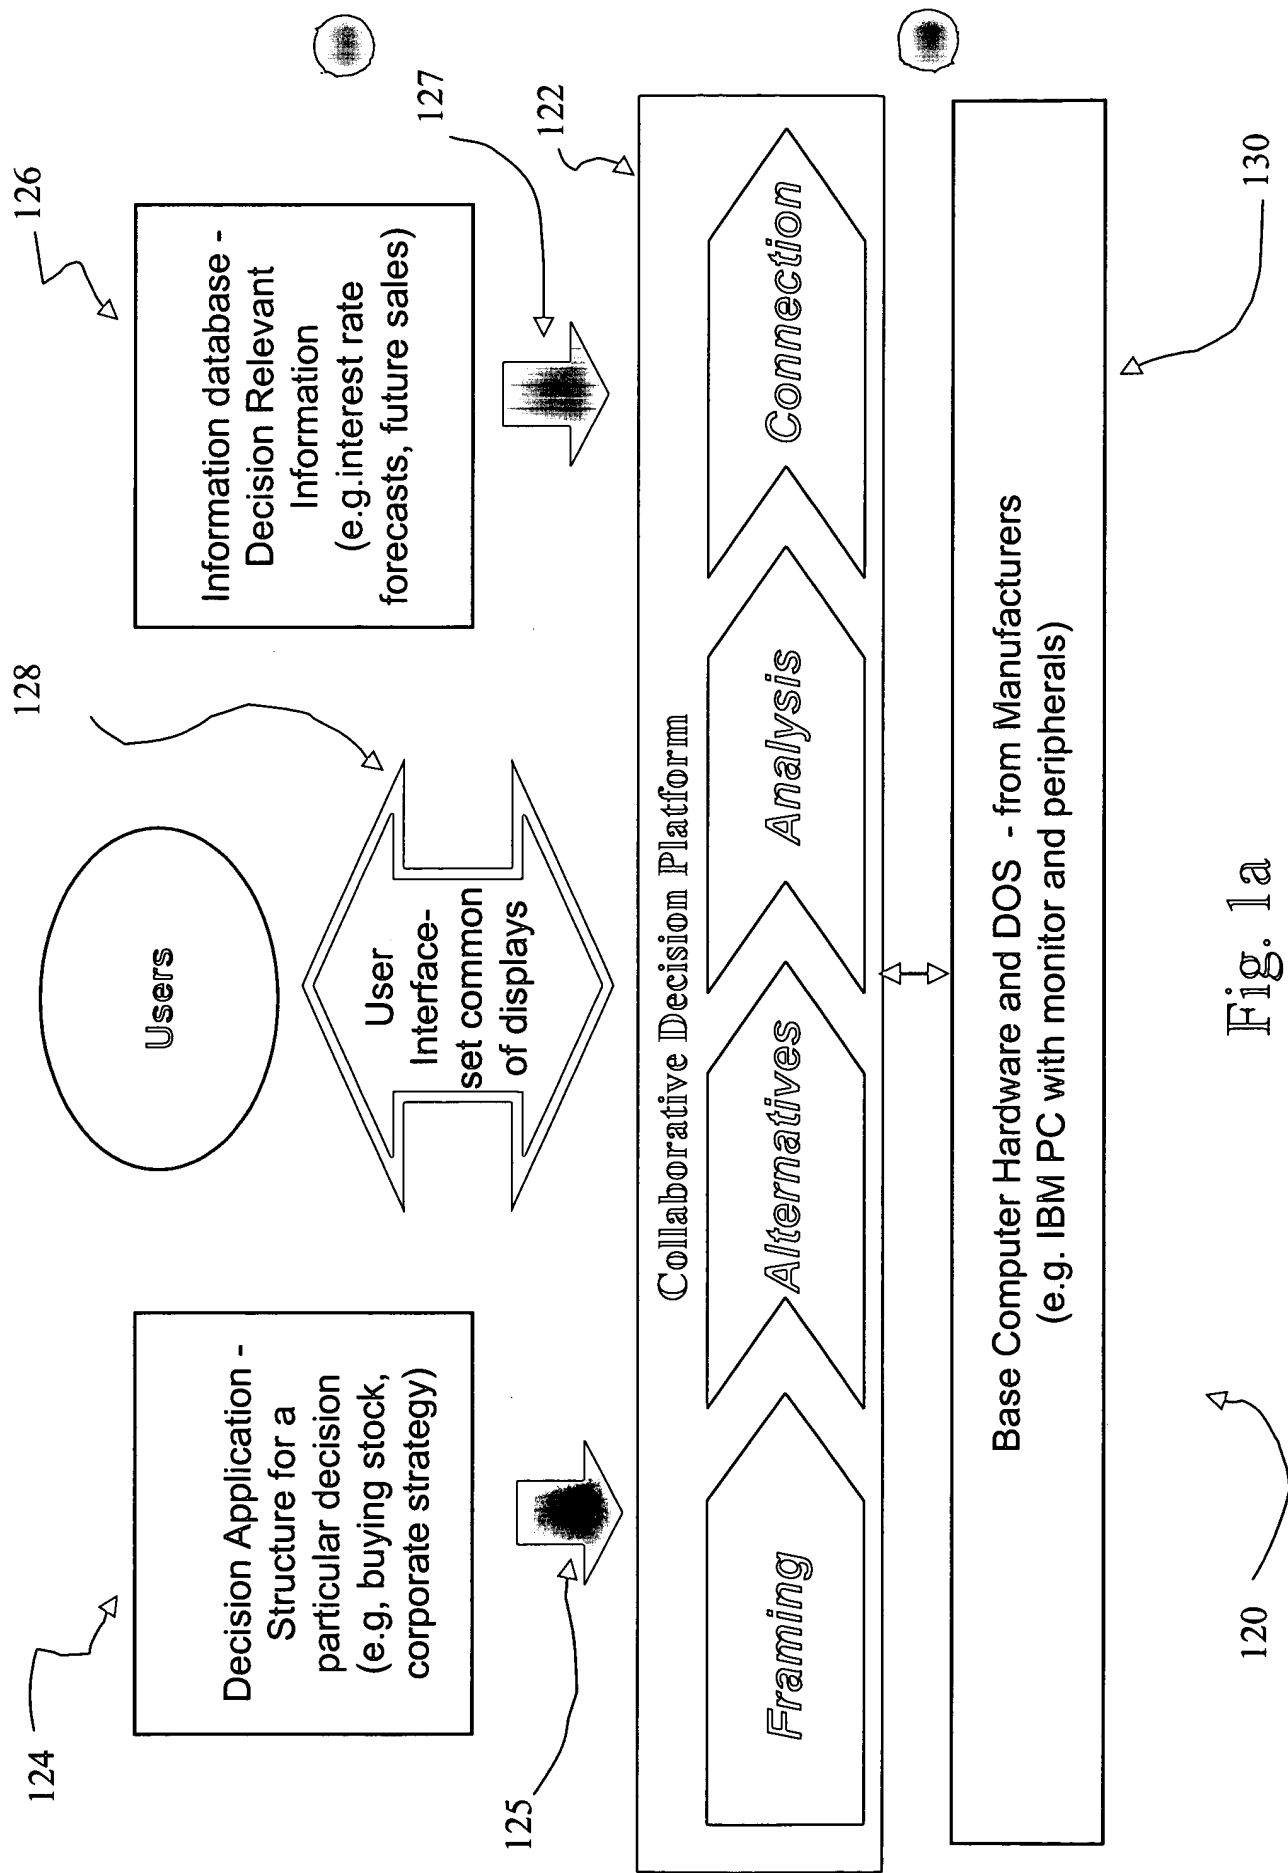 124
Decision Application -
Structure for a
particular decision
(e.g, buying stock,
corporate strategy)
125
Users
128
User
Interface-
set common
of displays
126
Information database -
Decision Relevant
Information
(e.g.interest rate
forecasts, future sales)
127
122
Collaborative Decision Platform
Framing
Alternatives
Analysis
Connection
Base Computer Hardware and DOS - from Manufacturers
(e.g. IBM PC with monitor and peripherals)
130
120
Fig. 1a